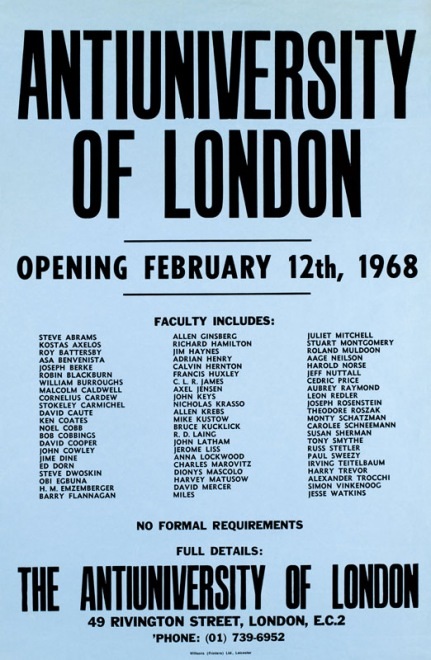 ANTIUNIVERSITY
OF LONDON
OPENING FEBRUARY 12th, 1968
FACULTY INCLUDES:
STEVE ABRAMS
KOSTAS AXELOS
ROY BATTERSBY
ASA BENVENISTA
JOSEPH BERKE
ROBIN BLACKBURN
WILLIAM BURROUGHS
MALCOLM CALDWELL
CORNELIUS CARDEW
STOKELEY CARMICHEL
DAVID CAUTE
KEN COATES
NOEL COBB
BOB COBBINGS
DAVID COOPER
JOHN COWLEY
JIME DINE
ED DORN
STEVE DWOSKIN
OBI EGBUNA
H. M. EMZEMBERGER
BARRY FLANNAGAN
ALLEN GINSBERG
RICHARD HAMILTON
JIM HAYNES
ADRIAN HENRY
CALVIN HERNTON
FRANCIS HUXLEY
C. L. R. JAMES
AXEL JENSEN
JOHN KEYS
NICHOLAS KRASSO
ALLEN KREBS
MIKE KUSTOW
BRUCE KUCKLICK
R. D. LAING
JOHN LATHAM
JEROME LISS
ANNA LOCKWOOD
CHARLES MAROVITZ
DIONYS MASCOLO
HARVEY MATUSOW
DAVID MERCER
MILES
JULIET MITCHELL
STUART MONTGOMERY
ROLAND MULDOON
AAGE NEILSON
HAROLD NORSE
JEFF NUTTALL
CEDRIC PRICE
AUBREY RAYMOND
LEON REDLER
JOSEPH ROSENSTEIN
THEODORE ROSZAK
MONTY SCHATZMAN
CAROLEE SCHNEEMANN
SUSAN SHERMAN
TONY SMYTHE
RUSS STETLER
PAUL SWEEZY
IRVING TEITELBAUM
HARRY TREVOR
ALEXANDER TROCCHI
SIMON VINKENOOG
JESSE WATKINS
NO FORMAL REQUIREMENTS
FULL DETAILS:
THE ANTIUNIVERSITY OF LONDON
49 RIVINGTON STREET, LONDON, E.C.2
'PHONE: (01) 739-6952